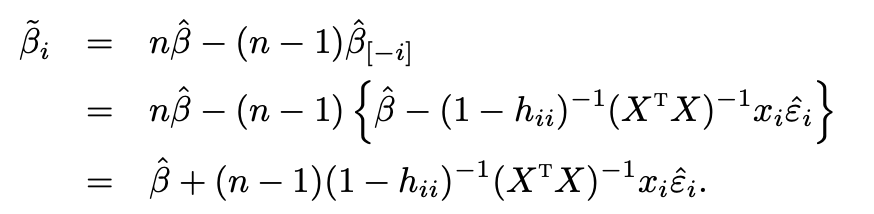 β̃ᵢ = nβ̂ − (n − 1)β̂₍[−i]₎
= nβ̂ − (n − 1) {β̂ − (1 − hᵢᵢ)⁻¹(XᵀX)⁻¹xᵢε̂ᵢ}
= β̂ + (n − 1)(1 − hᵢᵢ)⁻¹(XᵀX)⁻¹xᵢε̂ᵢ.